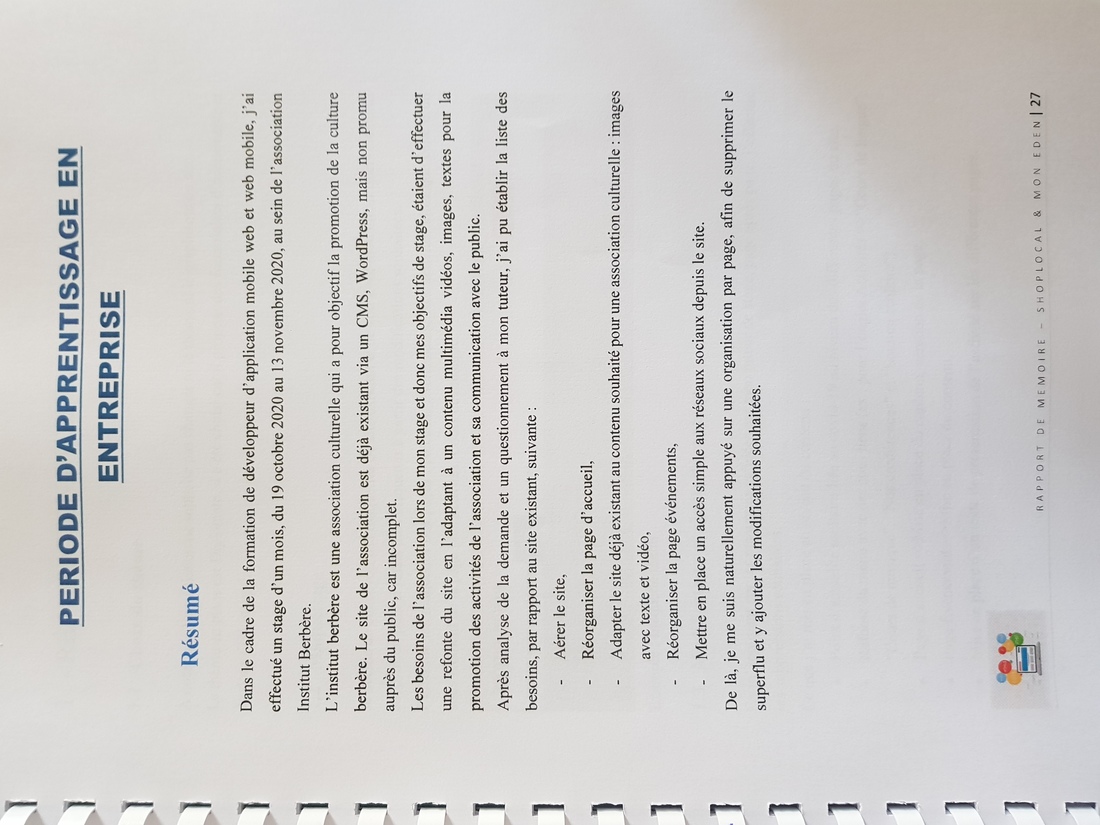 PERIODE D'APPRENTISSAGE EN
ENTREPRISE
Résumé
Dans le cadre de la formation de développeur d'application mobile web et web mobile, j'ai
effectué un stage d'un mois, du 19 octobre 2020 au 13 novembre 2020, au sein de l'association
Institut Berbère.
L'institut berbère est une association culturelle qui a pour objectif la promotion de la culture
berbère. Le site de l'association est déjà existant via un CMS, WordPress, mais non promu
auprès du public, car incomplet.
Les besoins de l'association lors de mon stage et donc mes objectifs de stage, étaient d'effectuer
une refonte du site en l'adaptant à un contenu multimédia vidéos, images, textes pour la
promotion des activités de l'association et sa communication avec le public.
Après analyse de la demande et un questionnement à mon tuteur, j'ai pu établir la liste des
besoins, par rapport au site existant, suivante :
- Aérer le site,
- Réorganiser la page d'accueil,
- Adapter le site déjà existant au contenu souhaité pour une association culturelle : images
avec texte et vidéo,
- Réorganiser la page événements,
- Mettre en place un accès simple aux réseaux sociaux depuis le site.
De là, je me suis naturellement appuyé sur une organisation par page, afin de supprimer le
superflu et y ajouter les modifications souhaitées.
RAPPORT DE MEMOIRE – SHOPLOCAL & MON EDEN | 27